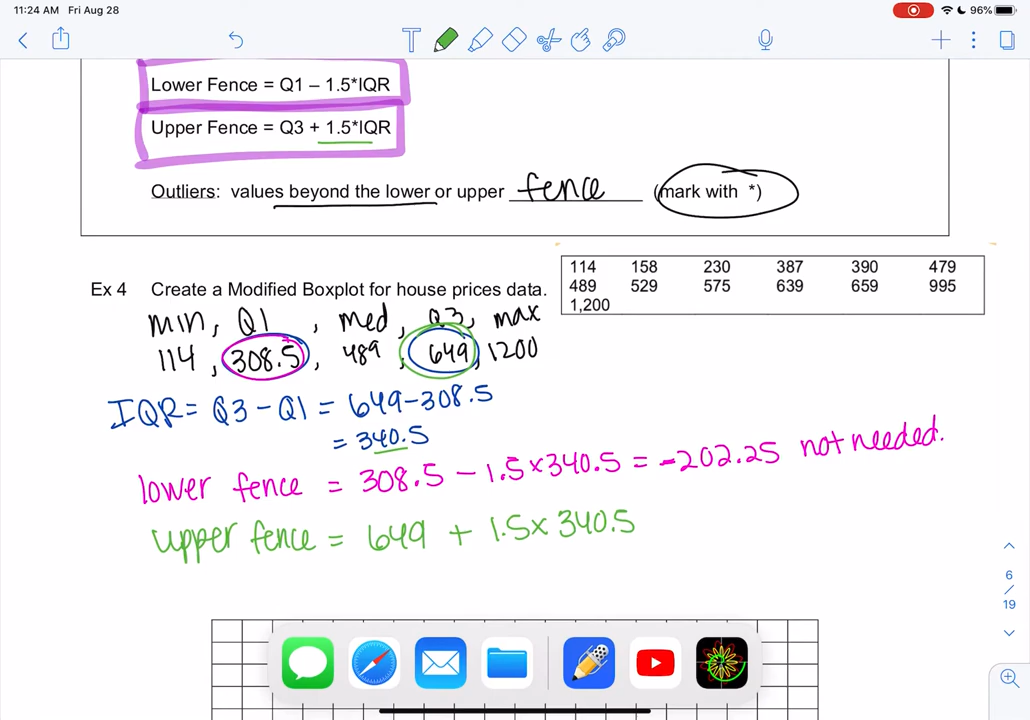 11:24 AM Fri Aug 28
96%
Lower Fence = Q1 – 1.5*IQR
Upper Fence = Q3 + 1.5*IQR
Outliers: values beyond the lower or upper fence (mark with *)
114 158 230 387 390 479
489 529 575 639 659 995
1,200
Ex 4 Create a Modified Boxplot for house prices data.
min, Q1, med, Q3, max
114, 308.5, 489, 649, 1200
IQR = Q3 - Q1 = 649-308.5
= 340.5
lower fence = 308.5 - 1.5×340.5 = -202.25 not needed.
upper fence = 649 + 1.5×340.5
6
/
19